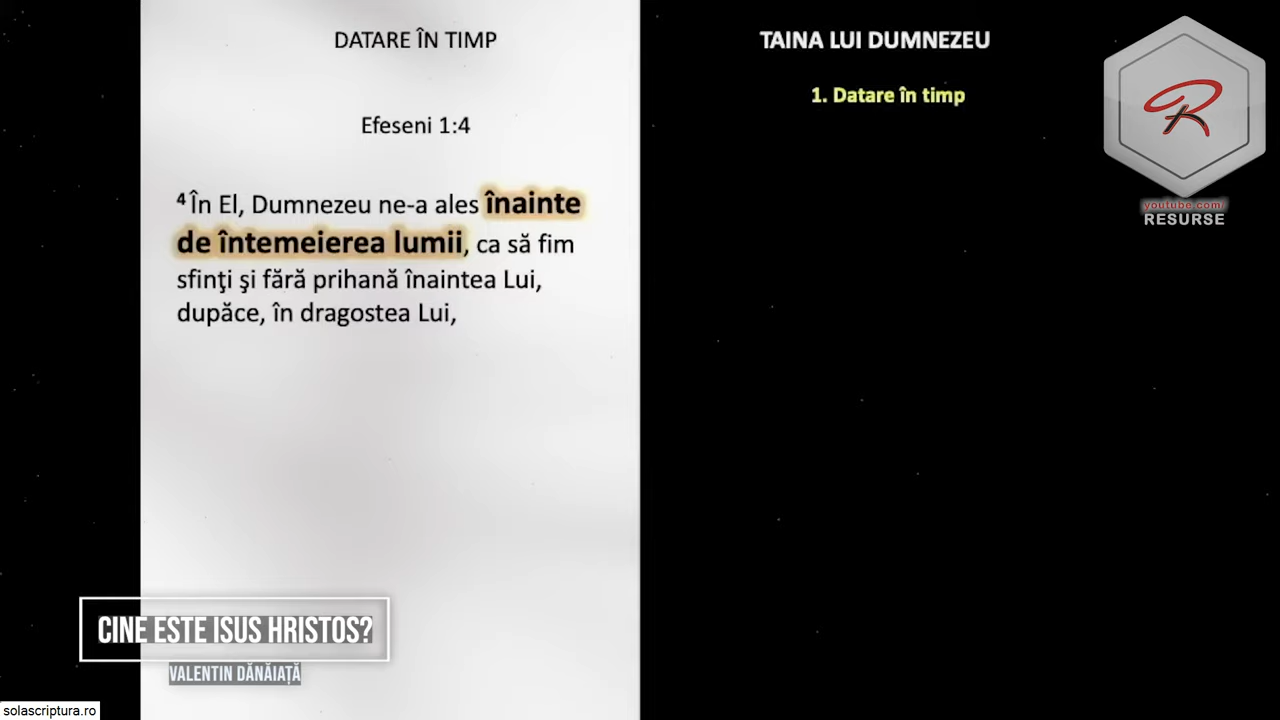 DATARE ÎN TIMP
Efeseni 1:4
4 În El, Dumnezeu ne-a ales înainte
de întemeierea lumii, ca să fim
sfinţi şi fără prihană înaintea Lui,
dupăce, în dragostea Lui,
TAINA LUI DUMNEZEU
1. Datare în timp
R
youtube.com/
RESURSE
CINE ESTE ISUS HRISTOS?
VALENTIN DĂNĂIAȚĂ
solascriptura.ro